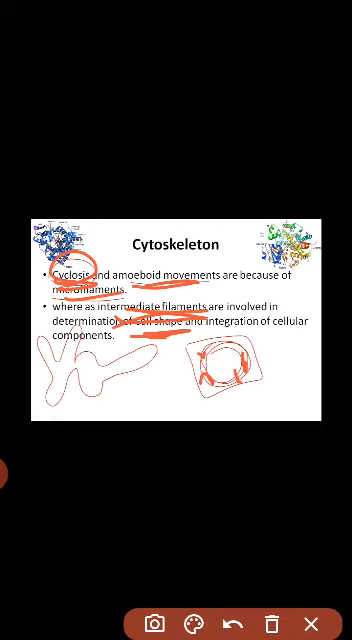 Cytoskeleton
• Cyclosis and amoeboid movements are because of
microfilaments.
• where as intermediate filaments are involved in
determination of cell shape and integration of cellular
components.